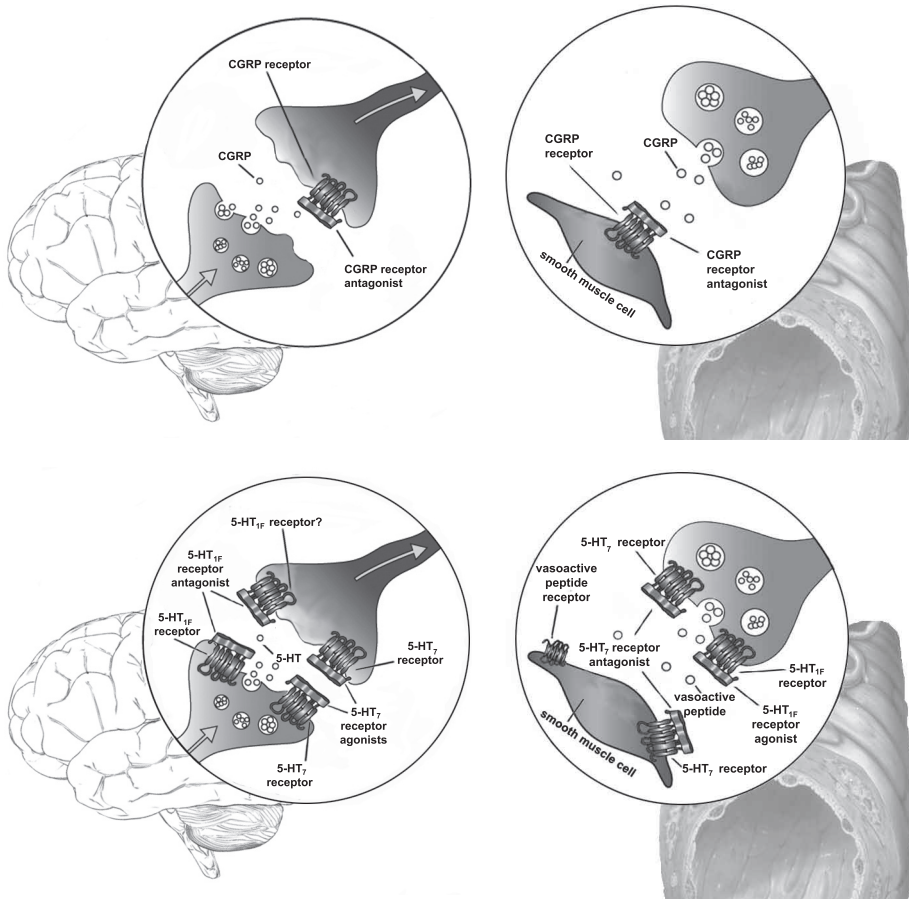 CGRP receptor
CGRP
CGRP receptor
antagonist
CGRP
receptor
CGRP
smooth muscle cell
CGRP
receptor
antagonist
5-HT1F receptor?
5-HT1F
receptor
antagonist
5-HT1F
receptor
5-HT
5-HT7
receptor
5-HT7
receptor
agonists
5-HT7
receptor
5-HT7 receptor
vasoactive
peptide
receptor
5-HT7 receptor
antagonist
5-HT1F
receptor
vasoactive
peptide
5-HT1F
receptor
agonist
smooth muscle cell
5-HT7 receptor